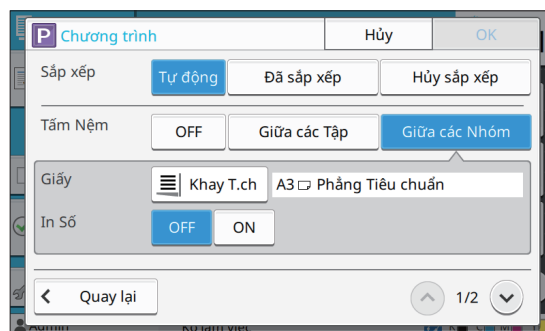 P Chương trình Hủy OK
Sắp xếp Tự động Đã sắp xếp Hủy sắp xếp
Tấm Nệm OFF Giữa các Tập Giữa các Nhóm
Giấy Khay T.ch A3 Phẳng Tiêu chuẩn
In Số OFF ON
Quay lại 1/2
Admin